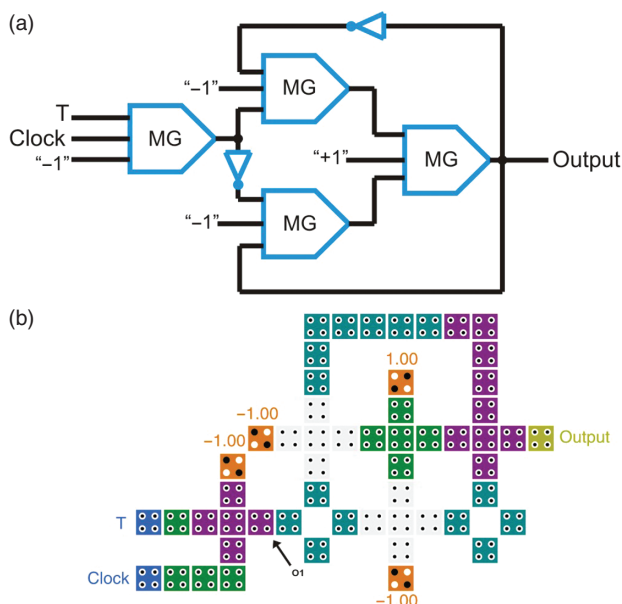 (a)
MG
"−1"
T
MG
Clock
"−1"
"+1"
MG
Output
"−1"
MG
(b)
1.00
−1.00
−1.00
Output
T
O1
Clock
−1.00